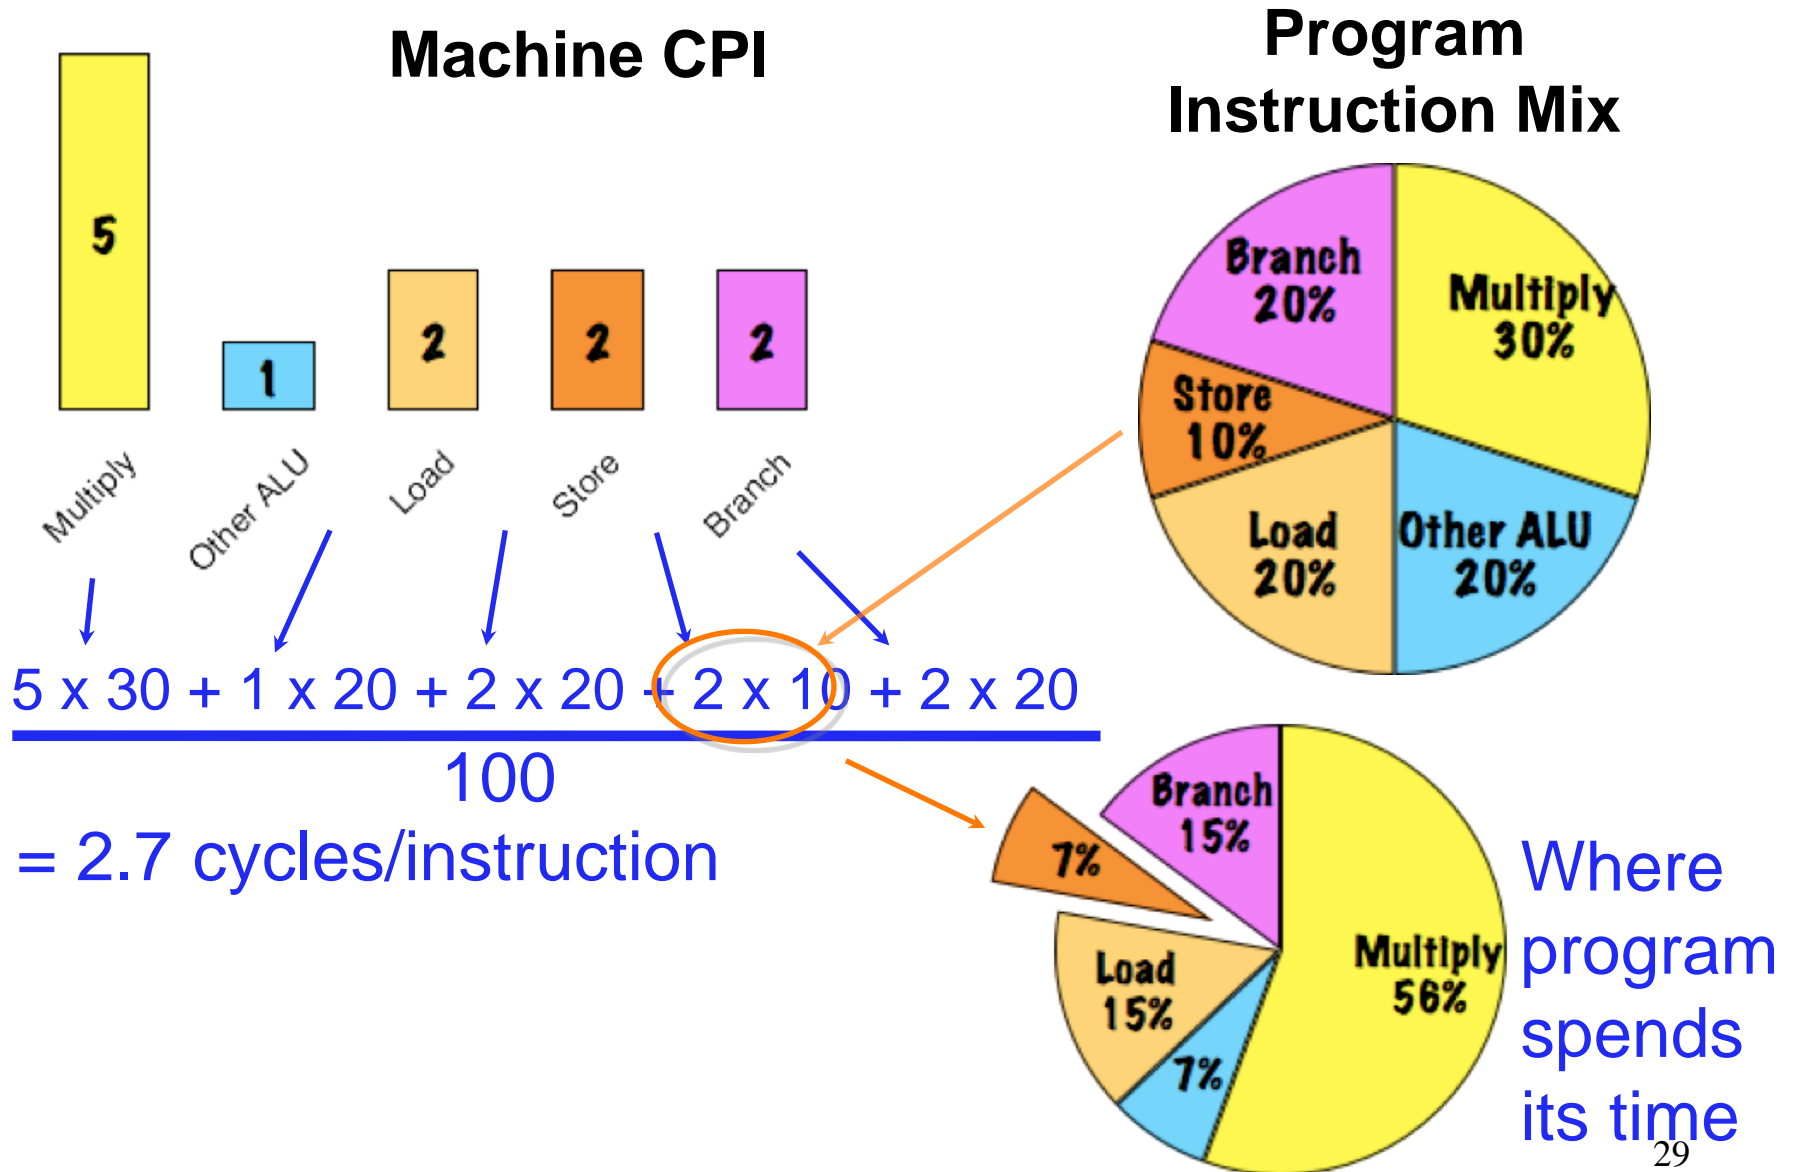 Machine CPI
Program
Instruction Mix
5
1
2
2
2
Multiply
Other ALU
Load
Store
Branch
Branch
20%
Multiply
30%
Store
10%
Load
20%
Other ALU
20%
5 x 30 + 1 x 20 + 2 x 20 + 2 x 10 + 2 x 20
100
= 2.7 cycles/instruction
Branch
15%
7%
Load
15%
7%
Multiply
56%
Where
program
spends
its time
29